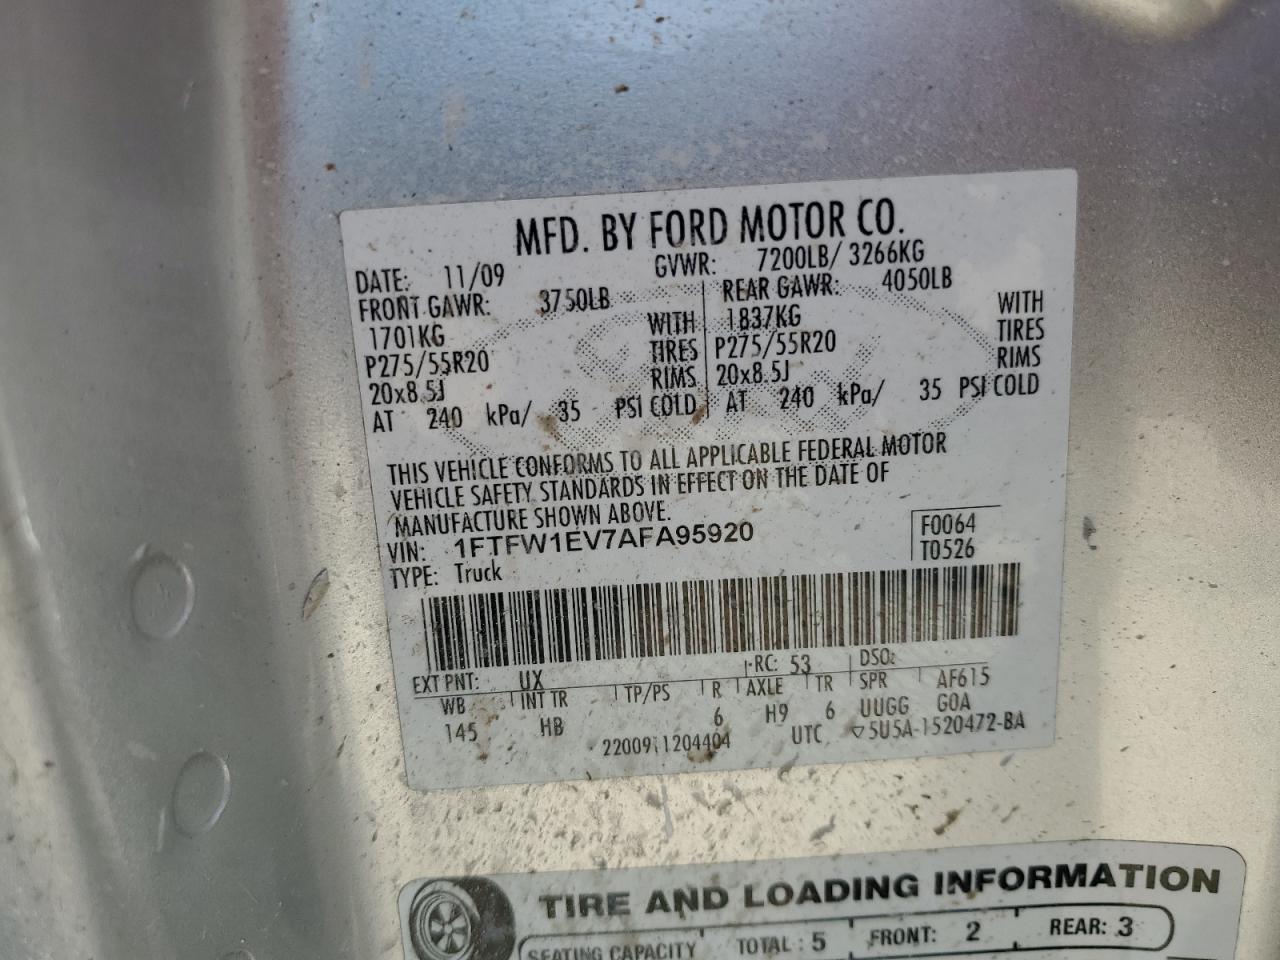 MFD. BY FORD MOTOR CO.
DATE: 11/09 GVWR: 7200LB/ 3266KG
FRONT GAWR: 3750LB REAR GAWR: 4050LB
1701KG WITH 1837KG WITH
P275/55R20 TIRES P275/55R20 TIRES
20x8.5J RIMS 20x8.5J RIMS
AT 240 kPa/ 35 PSI COLD AT 240 kPa/ 35 PSI COLD
THIS VEHICLE CONFORMS TO ALL APPLICABLE FEDERAL MOTOR
VEHICLE SAFETY STANDARDS IN EFFECT ON THE DATE OF
MANUFACTURE SHOWN ABOVE.
VIN: 1FTFW1EV7AFA95920 F0064
TYPE: Truck T0526
EXT PNT: UX RC: 53 DSO:
WB INT TR TP/PS R AXLE TR SPR AF615
145 HB 6 H9 6 UUGG GOA
220091204404 UTC ▽5U5A-1520472-BA
TIRE AND LOADING INFORMATION
SEATING CAPACITY TOTAL : 5 FRONT: 2 REAR: 3